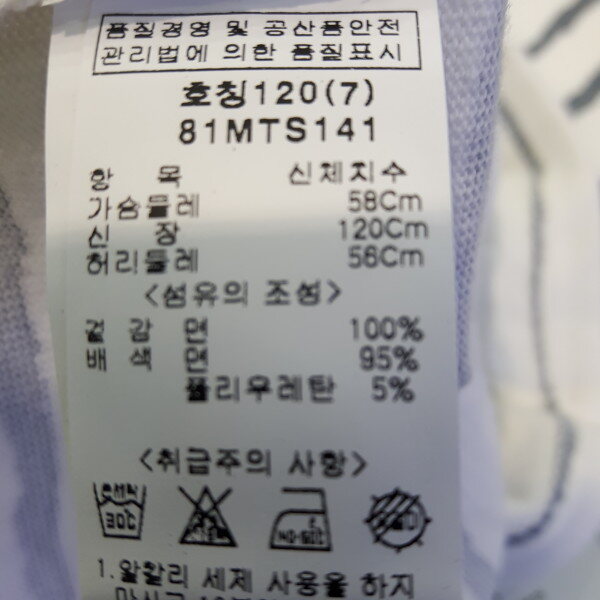 품질경영 및 공산품안전
관리법에 의한 품질표시
호칭120(7)
81MTS141
항 목 신체치수
가슴둘레 58Cm
신 장 120Cm
허리둘레 56Cm
<섬유의 조성>
겉 감 면 100%
배 색 면 95%
폴리우레탄 5%
<취급주의 사항>
손세탁
30℃
1.알칼리 세제 사용을 하지